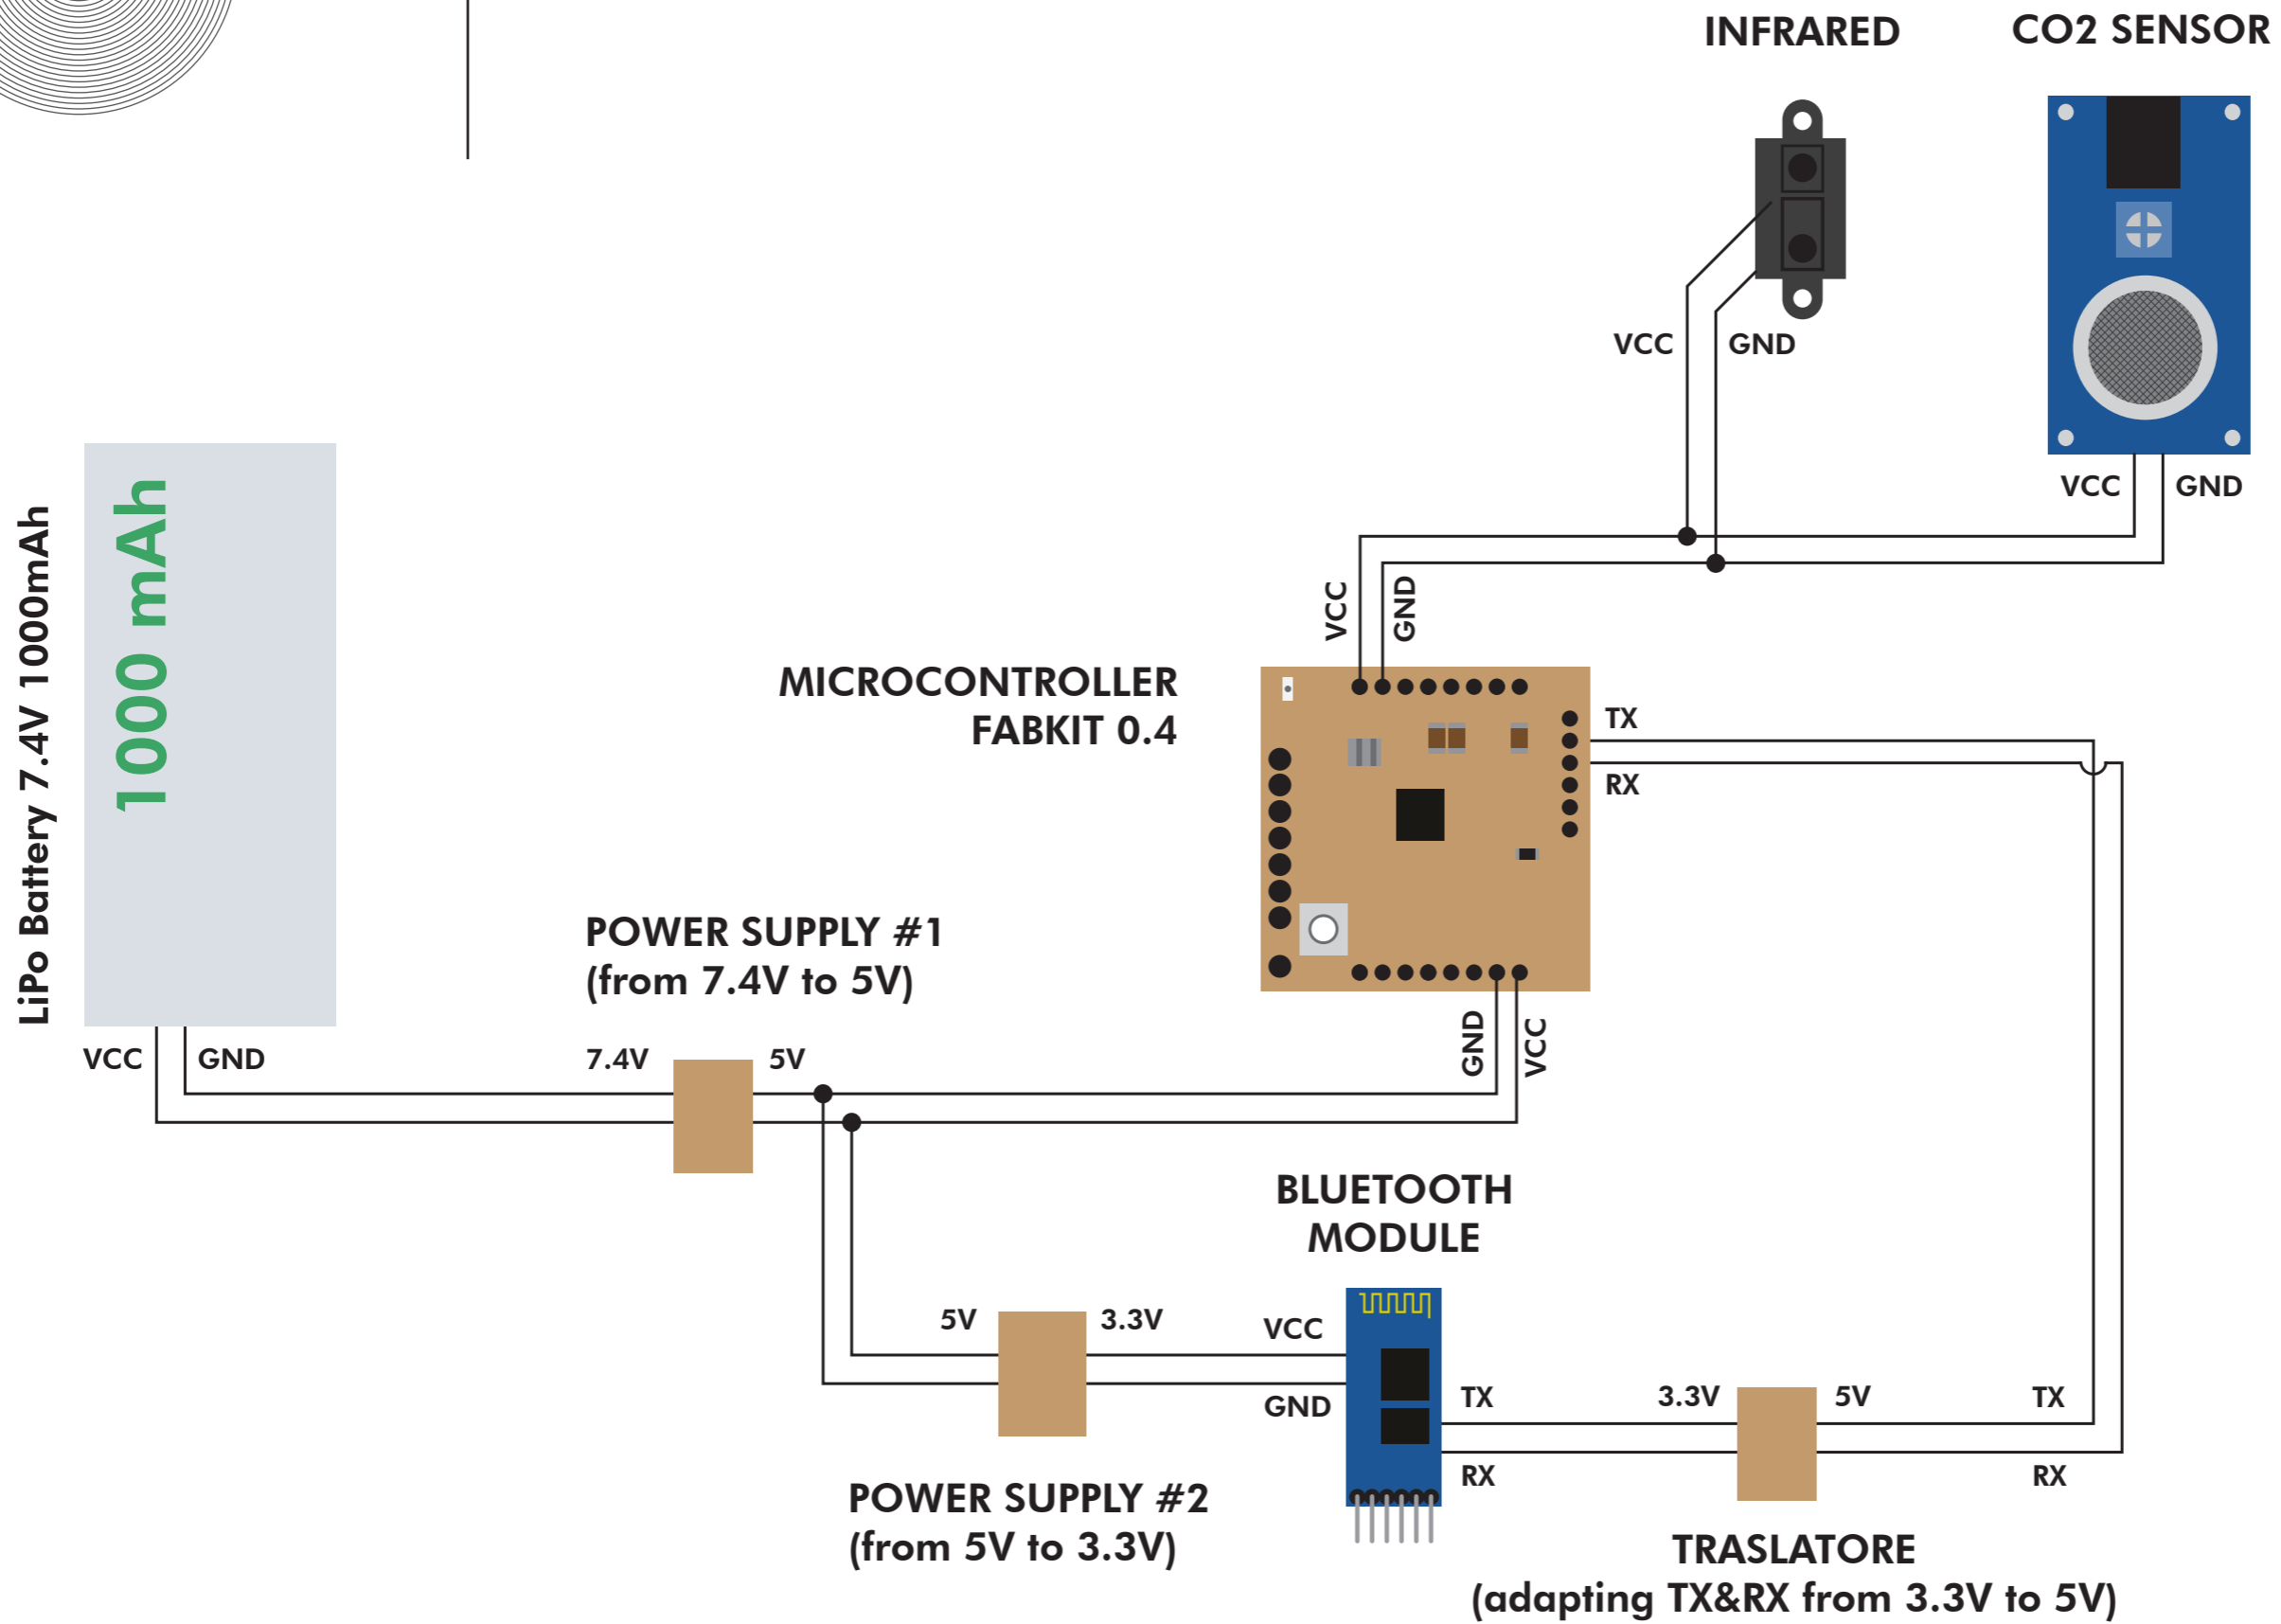 INFRARED
CO2 SENSOR
VCC
GND
VCC
GND
LiPo Battery 7.4V 1000mAh
1000 mAh
VCC
GND
MICROCONTROLLER
FABKIT 0.4
TX
RX
POWER SUPPLY #1
(from 7.4V to 5V)
GND
VCC
VCC
GND
7.4V
5V
BLUETOOTH
MODULE
5V
3.3V
VCC
GND
TX
RX
3.3V
5V
TX
RX
POWER SUPPLY #2
(from 5V to 3.3V)
TRASLATORE
(adapting TX&RX from 3.3V to 5V)